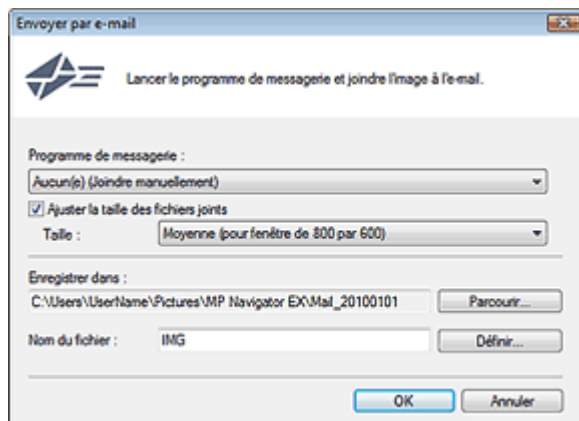 Envoyer par e-mail
Lancer le programme de messagerie et joindre l'image à l'e-mail.
Programme de messagerie :
Aucun(e) (Joindre manuellement)
Ajuster la taille des fichiers joints
Taille : Moyenne (pour fenêtre de 800 par 600)
Enregistrer dans :
C:\Users\UserName\Pictures\MP Navigator EX\Mail_20100101 Parcourir...
Nom du fichier : IMG Définir...
OK Annuler